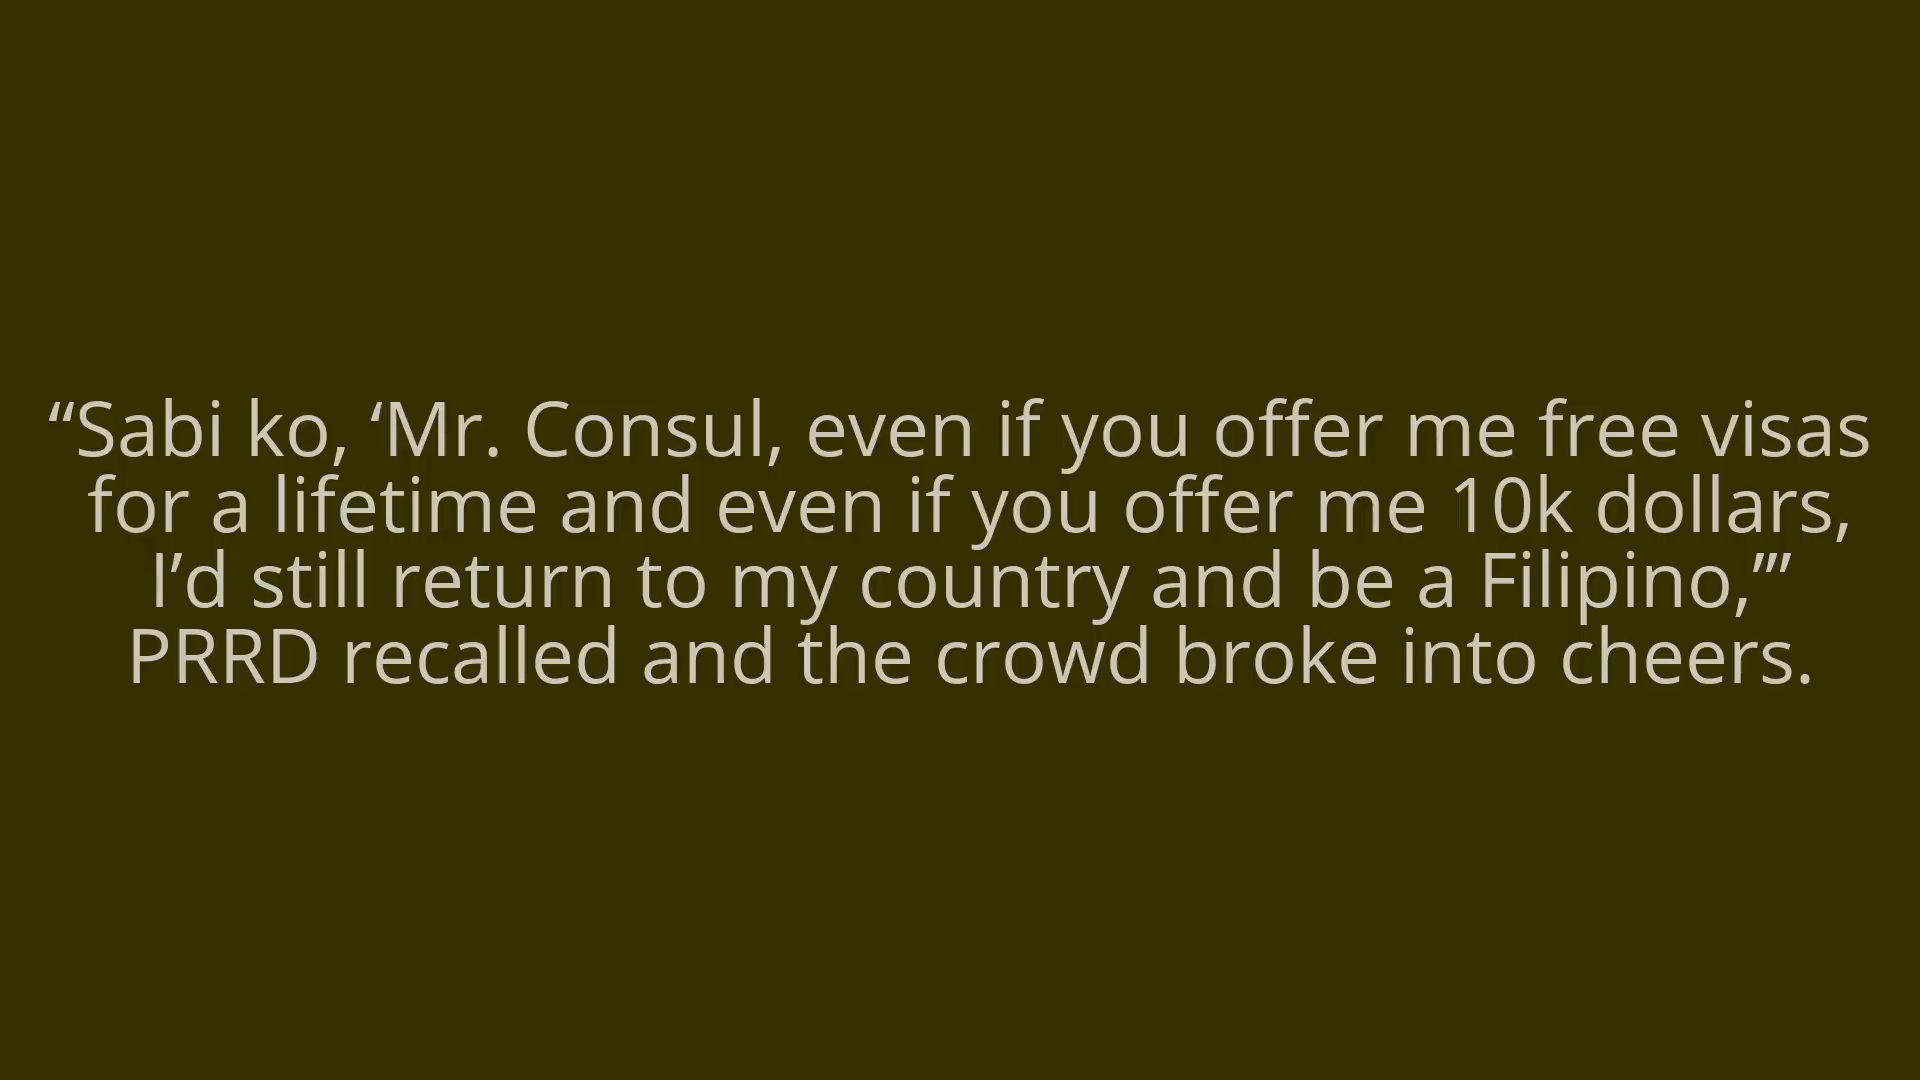 “Sabi ko, ‘Mr. Consul, even if you offer me free visas
for a lifetime and even if you offer me 10k dollars,
I’d still return to my country and be a Filipino,’”
PRRD recalled and the crowd broke into cheers.